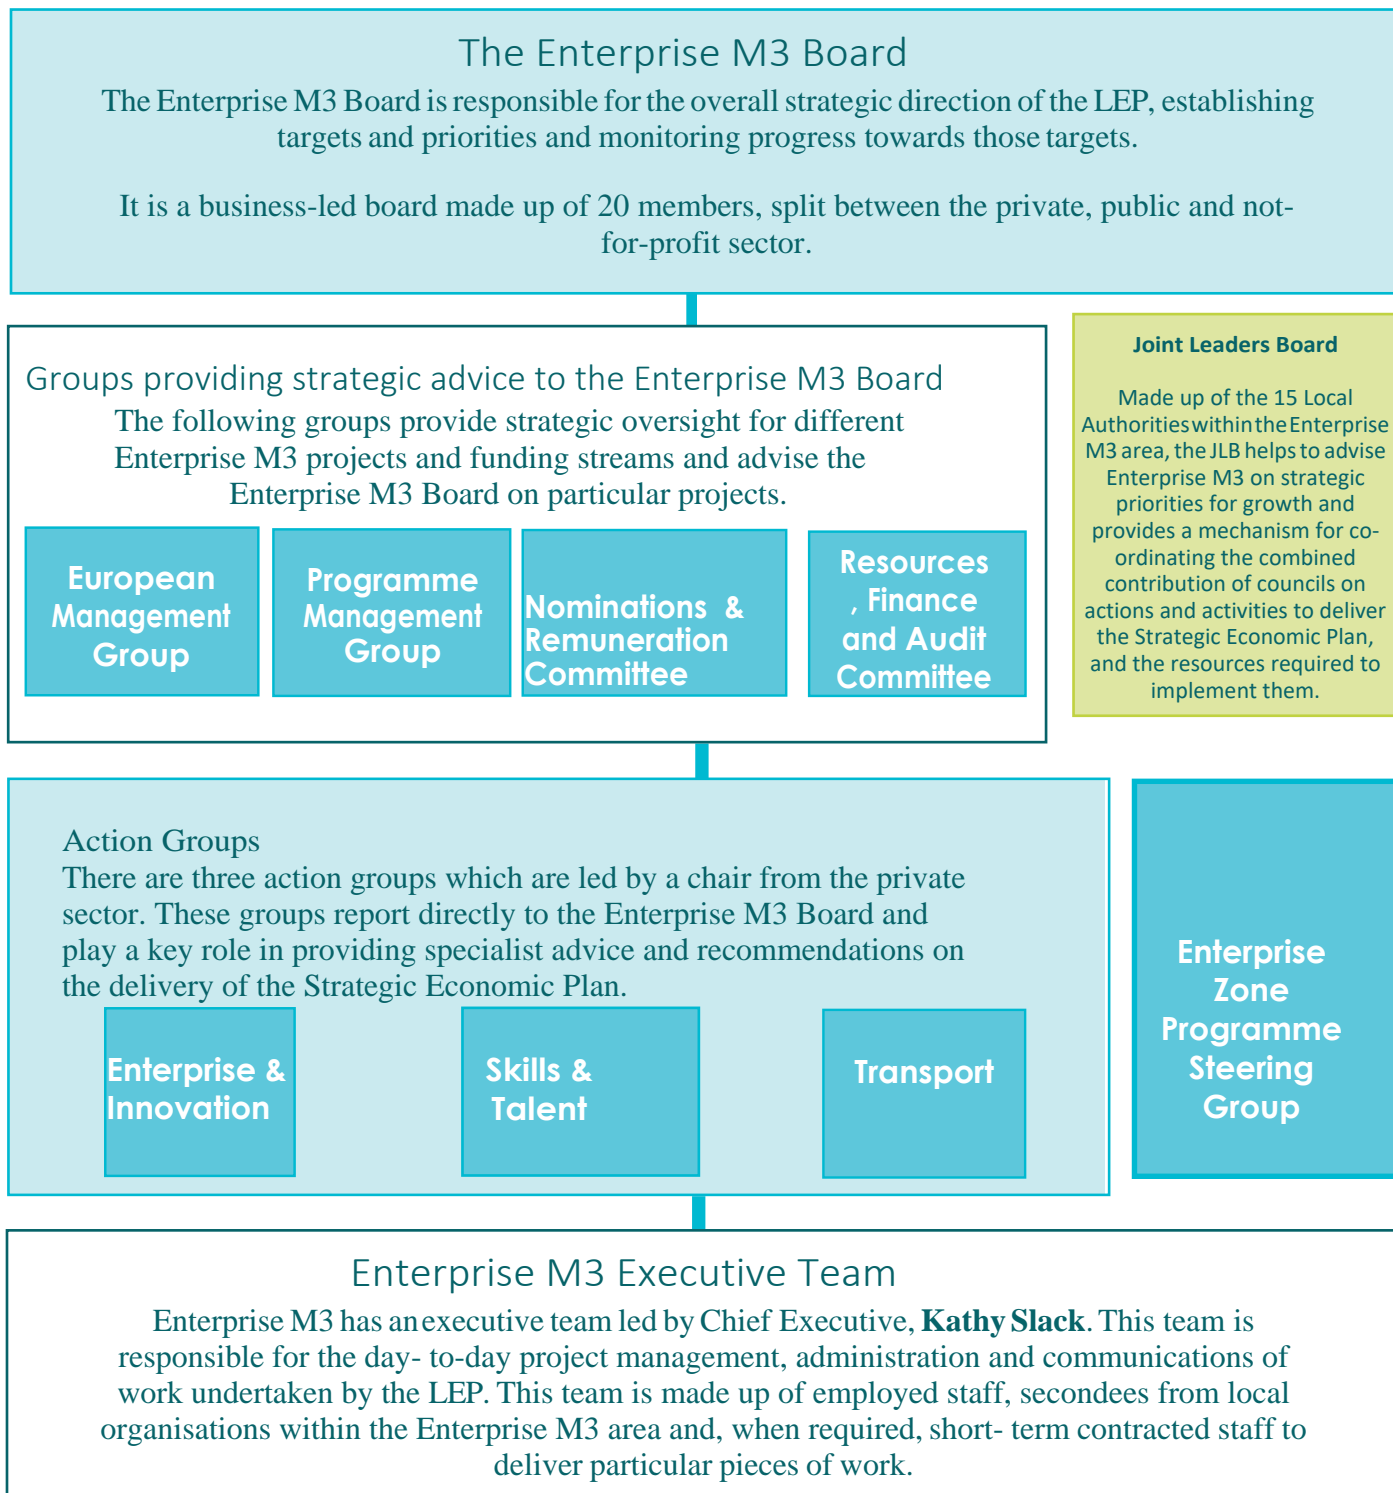 The Enterprise M3 Board
The Enterprise M3 Board is responsible for the overall strategic direction of the LEP, establishing
targets and priorities and monitoring progress towards those targets.
It is a business-led board made up of 20 members, split between the private, public and not-
for-profit sector.
Groups providing strategic advice to the Enterprise M3 Board
The following groups provide strategic oversight for different
Enterprise M3 projects and funding streams and advise the
Enterprise M3 Board on particular projects.
European
Management
Group
Programme
Management
Group
Nominations &
Remuneration
Committee
Resources
, Finance
and Audit
Committee
Joint Leaders Board
Made up of the 15 Local
Authorities within the Enterprise
M3 area, the JLB helps to advise
Enterprise M3 on strategic
priorities for growth and
provides a mechanism for co-
ordinating the combined
contribution of councils on
actions and activities to deliver
the Strategic Economic Plan,
and the resources required to
implement them.
Action Groups
There are three action groups which are led by a chair from the private
sector. These groups report directly to the Enterprise M3 Board and
play a key role in providing specialist advice and recommendations on
the delivery of the Strategic Economic Plan.
Enterprise &
Innovation
Skills &
Talent
Transport
Enterprise
Zone
Programme
Steering
Group
Enterprise M3 Executive Team
Enterprise M3 has an executive team led by Chief Executive, Kathy Slack. This team is
responsible for the day- to-day project management, administration and communications of
work undertaken by the LEP. This team is made up of employed staff, secondees from local
organisations within the Enterprise M3 area and, when required, short- term contracted staff to
deliver particular pieces of work.